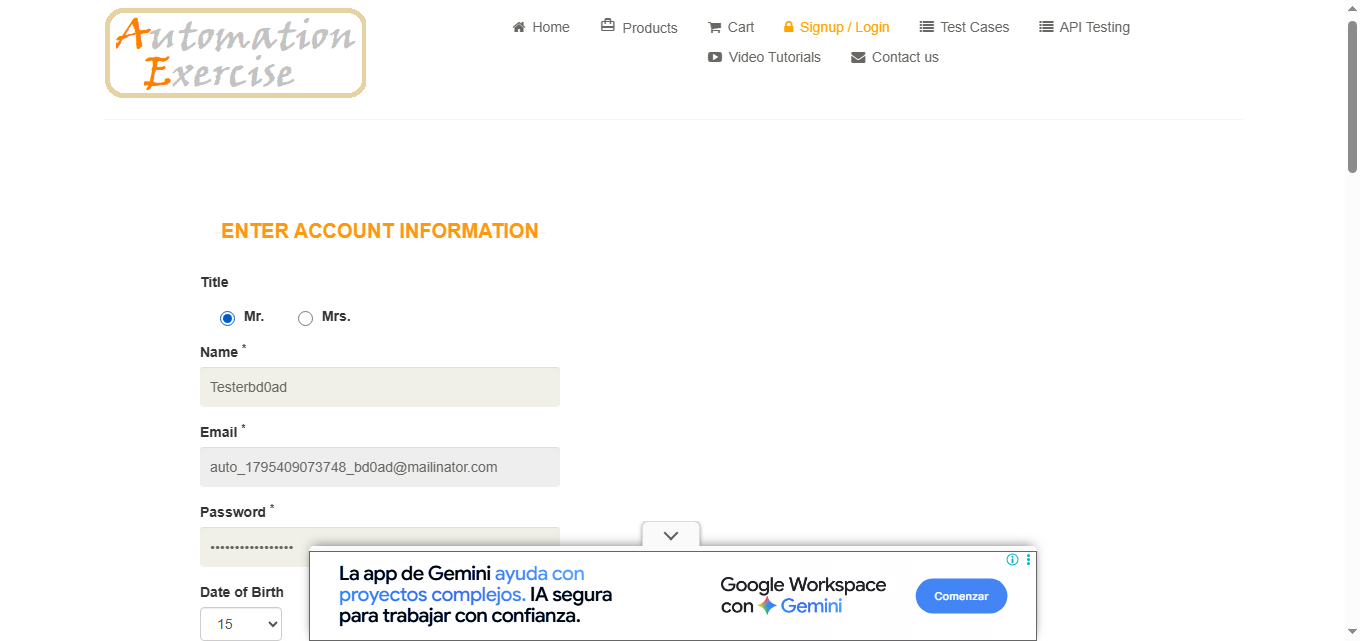 Automation
Exercise
Home Products Cart Signup / Login Test Cases API Testing
Video Tutorials Contact us
ENTER ACCOUNT INFORMATION
Title
Mr. Mrs.
Name *
Testerbd0ad
Email *
auto_1795409073748_bd0ad@mailinator.com
Password *
•••••••••••••••••
Date of Birth
15
La app de Gemini ayuda con
proyectos complejos. IA segura
para trabajar con confianza.
Google Workspace
con Gemini
Comenzar